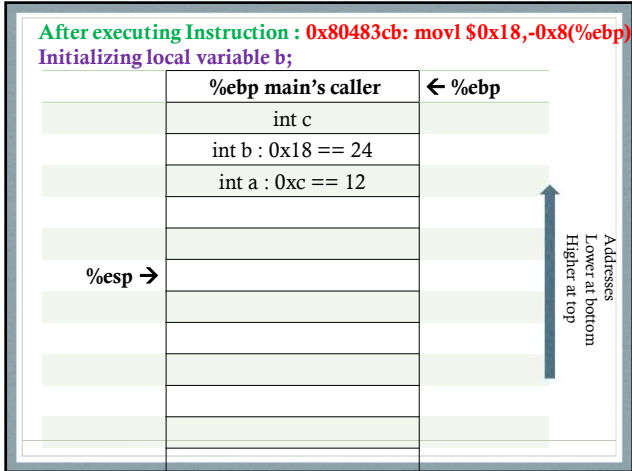 After executing Instruction : 0x80483cb: movl $0x18,-0x8(%ebp)
Initializing local variable b;
%ebp main’s caller
← %ebp
int c
int b : 0x18 == 24
int a : 0xc == 12
%esp →
Addresses
Lower at bottom
Higher at top